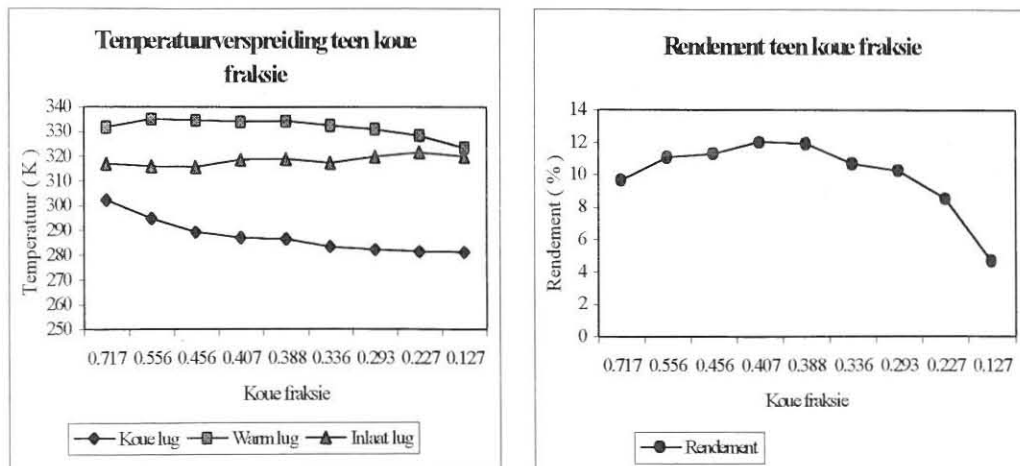 Temperatuurverspreiding teen koue
fraksie
Temperatuur ( K )
340
330
320
310
300
290
280
270
260
250
0.717 0.556 0.456 0.407 0.388 0.336 0.293 0.227 0.127
Koue fraksie
Koue lug Warm lug Inlaat lug
Rendement teen koue fraksie
Rendement ( % )
14
12
10
8
6
4
2
0
0.717 0.556 0.456 0.407 0.388 0.336 0.293 0.227 0.127
Koue fraksie
Rendement